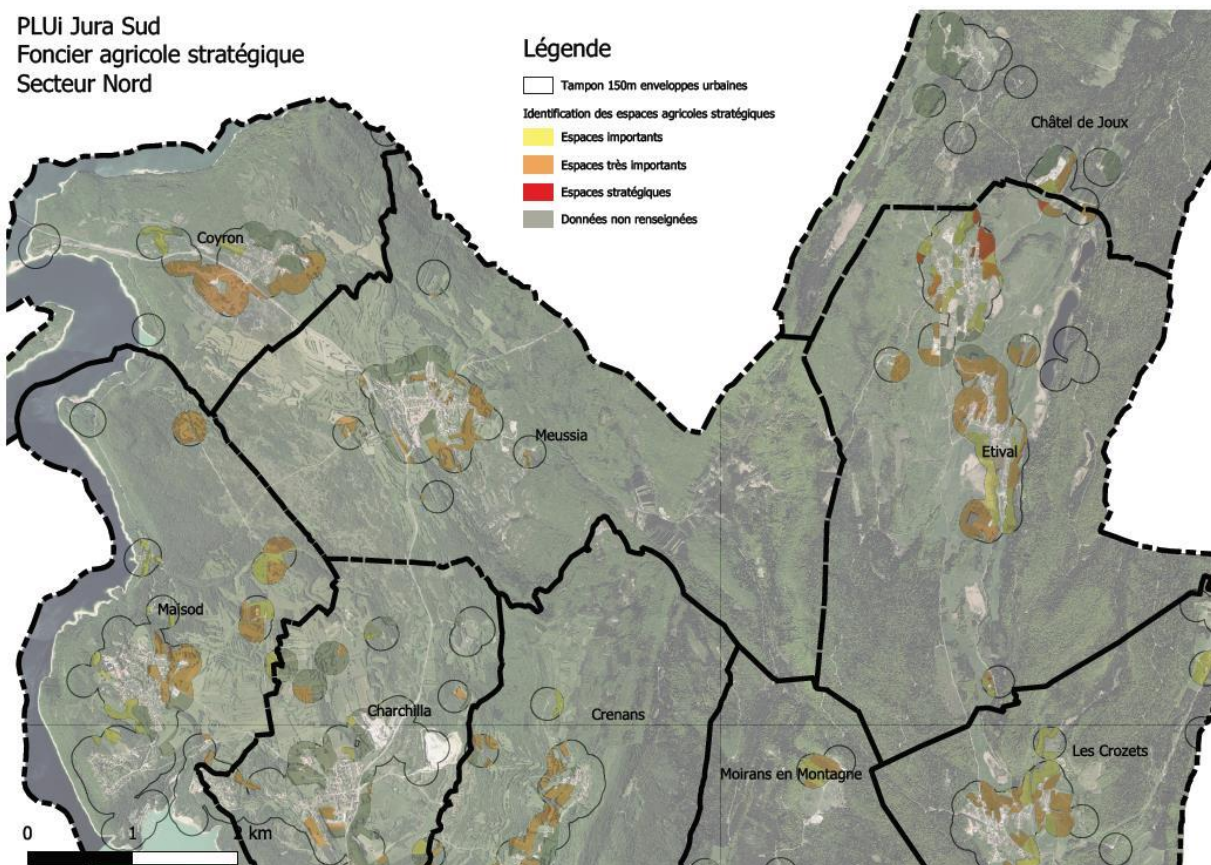 PLUi Jura Sud
Foncier agricole stratégique
Secteur Nord
Légende
Tampon 150m enveloppes urbaines
Identification des espaces agricoles stratégiques
Espaces importants
Espaces très importants
Espaces stratégiques
Données non renseignées
Châtel de Joux
Coyron
Meussia
Etival
Maisod
Charchilla
Crenans
Moirans en Montagne
Les Crozets
0 1 2 km